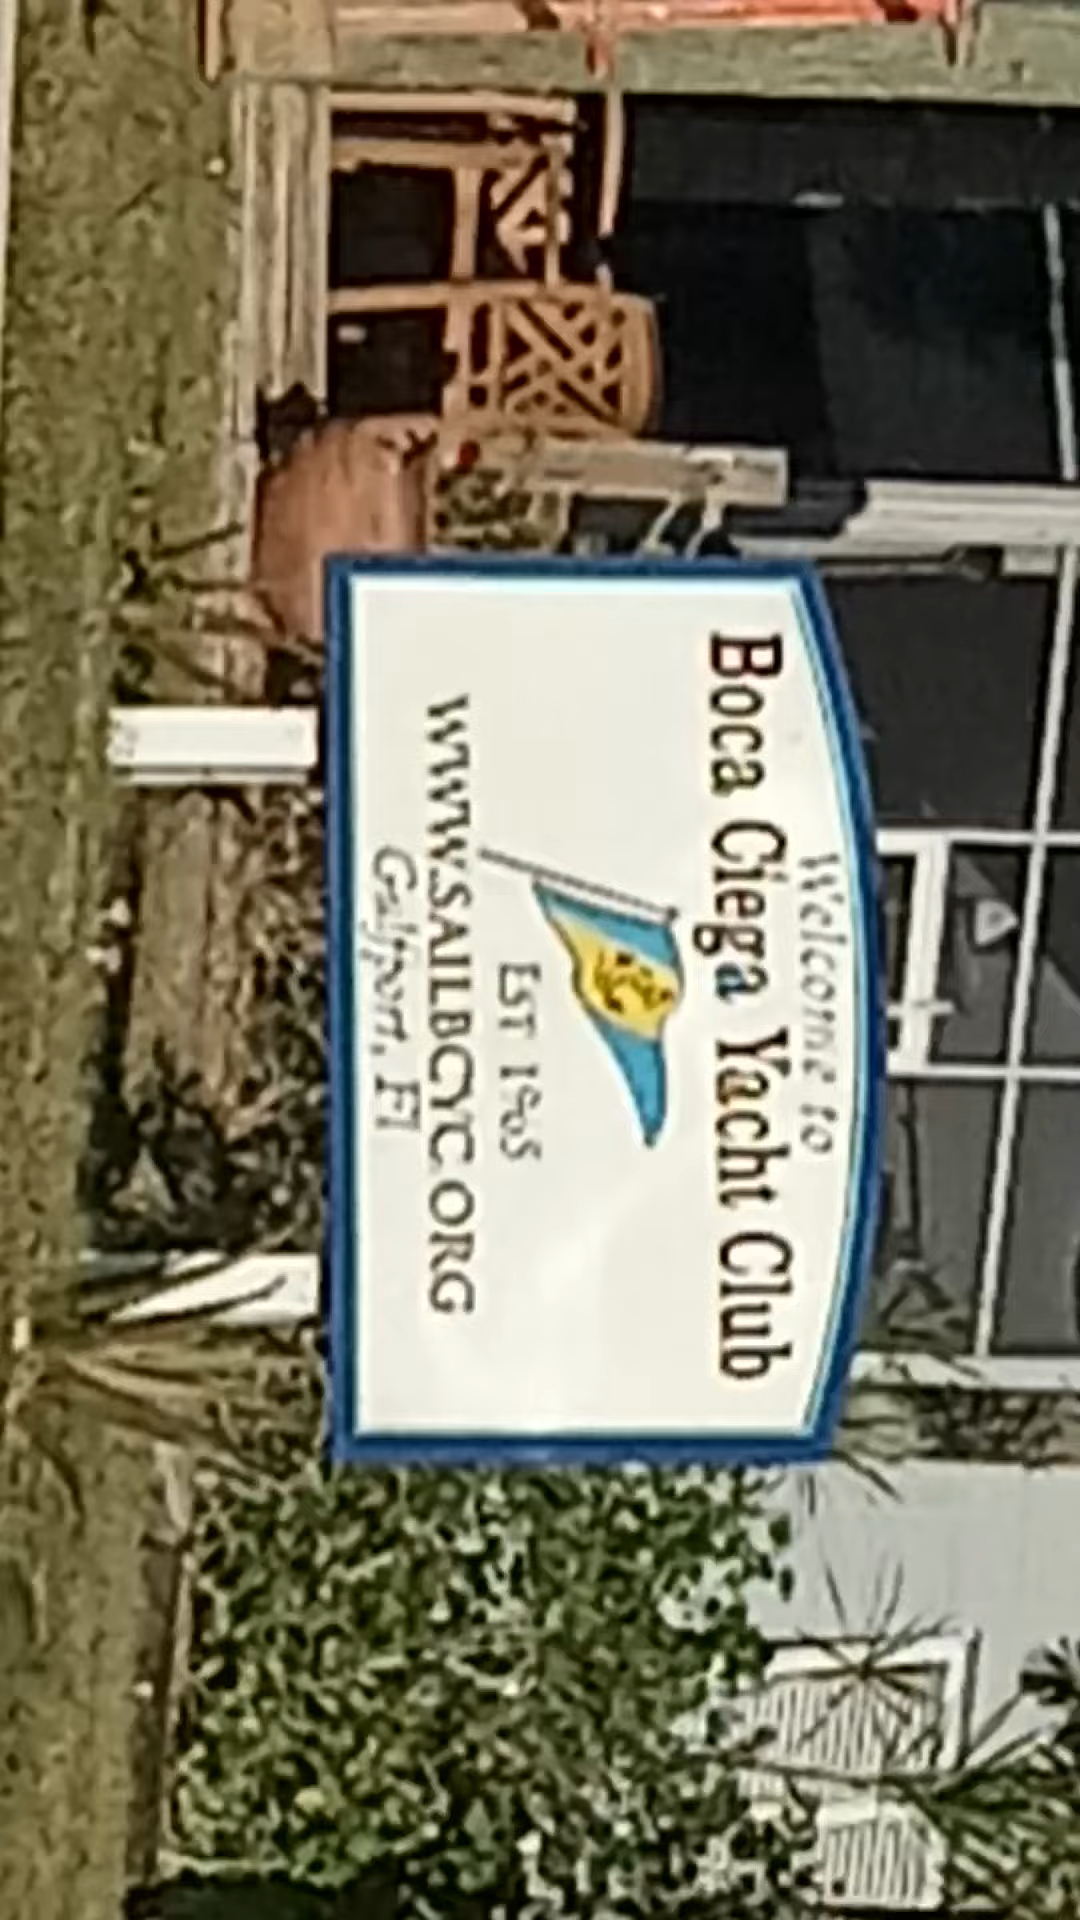 Welcome to
Boca Ciega Yacht Club
EST 1965
WWW.SAILBCYC.ORG
Gulfport, Fl